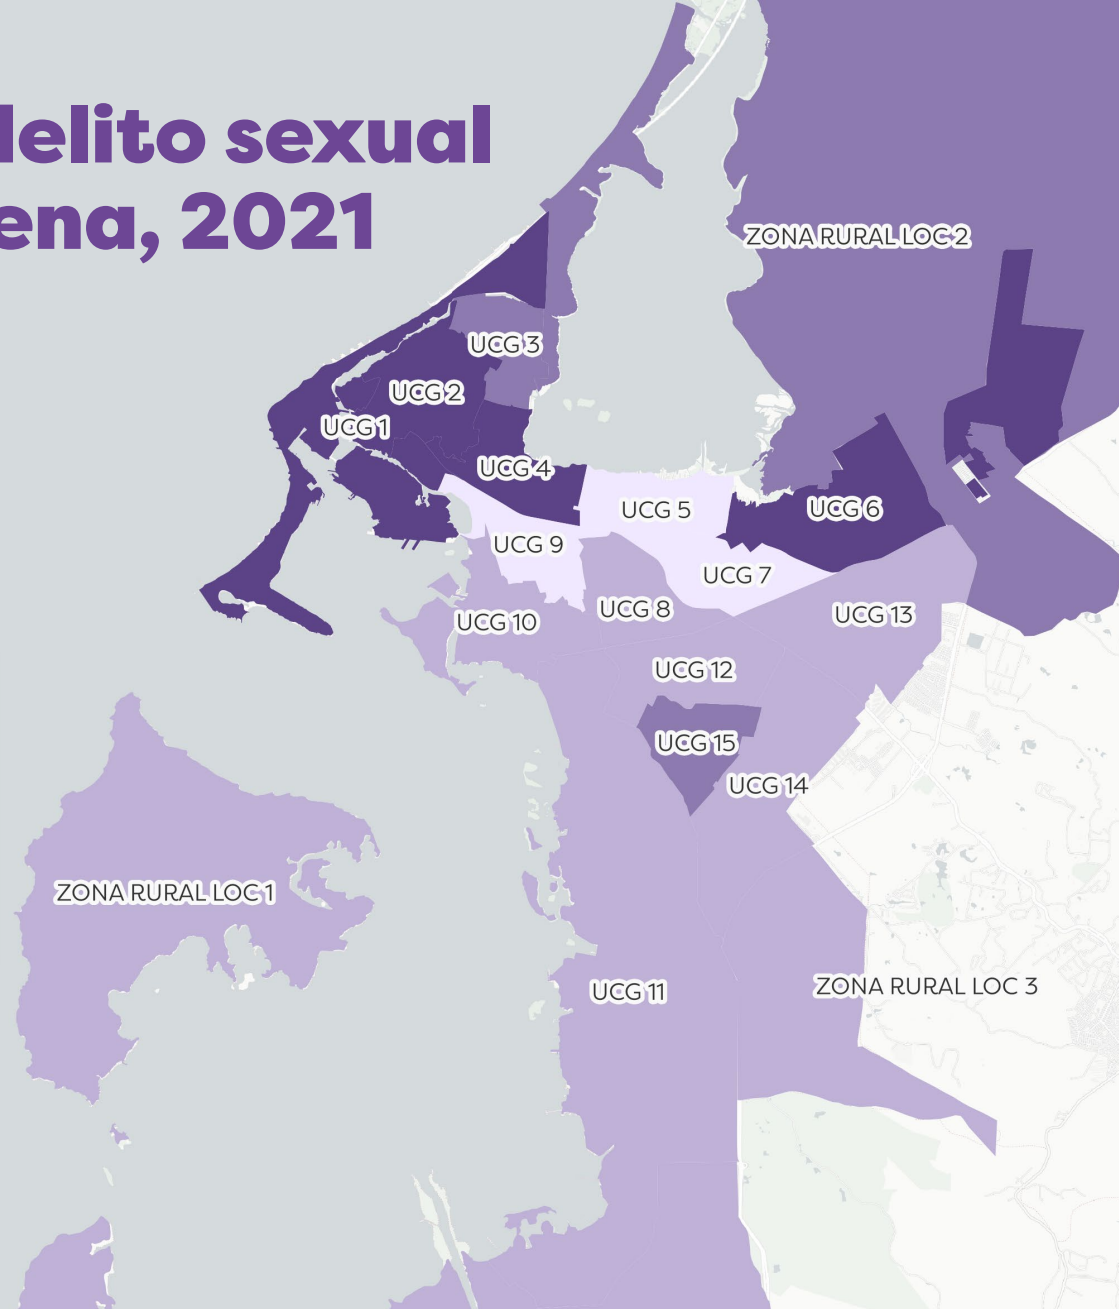 delito sexual
ena, 2021
ZONA RURAL LOC 2
UCG 3
UCG 2
UCG 1
UCG 4
UCG 5
UCG 6
UCG 9
UCG 7
UCG 8
UCG 10
UCG 13
UCG 12
UCG 15
UCG 14
ZONA RURAL LOC 1
ZONA RURAL LOC 3
UCG 11